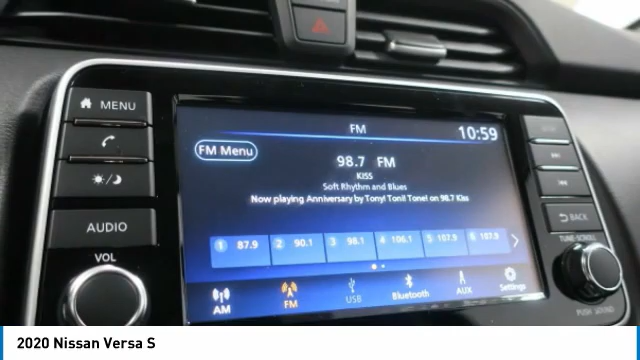 MENU
AUDIO
VOL
FM
10:59
FM Menu
98.7 FM
KISS
Soft Rhythm and Blues
Now playing Anniversary by Tony! Toni! Tone! on 98.7 Kiss
1 87.9 2 90.1 3 98.1 4 106.1 5 107.9 6 107.9
AM FM USB Bluetooth AUX Settings
BACK
TUNE·SCROLL
PUSH SOUND
2020 Nissan Versa S